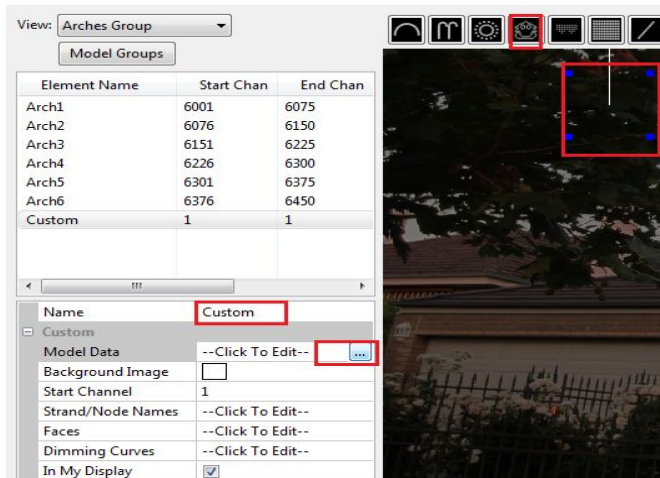 View: Arches Group
Model Groups
Element Name Start Chan End Chan
Arch1 6001 6075
Arch2 6076 6150
Arch3 6151 6225
Arch4 6226 6300
Arch5 6301 6375
Arch6 6376 6450
Custom 1 1
Name Custom
Custom
Model Data --Click To Edit-- ...
Background Image
Start Channel 1
Strand/Node Names --Click To Edit--
Faces --Click To Edit--
Dimming Curves --Click To Edit--
In My Display